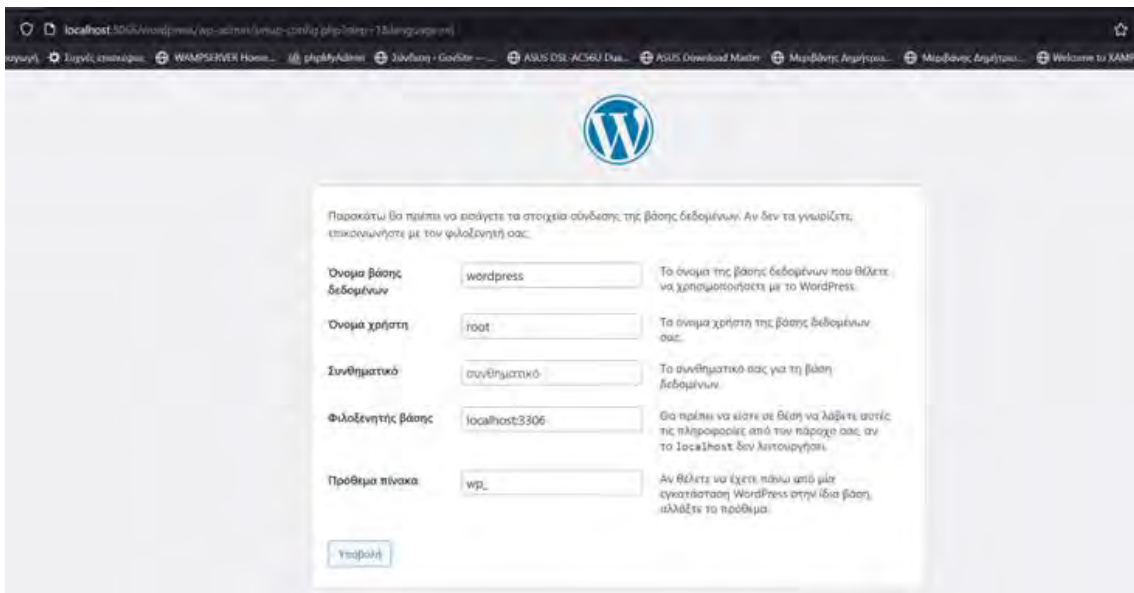 localhost
WAMPSERVER Home...
phpMyAdmin
Σύνδεση - GovSite —...
ASUS DSL-AC56U Dua...
ASUS Download Master
Welcome to XAMP
Παρακάτω θα πρέπει να εισάγετε τα στοιχεία σύνδεσης της βάσης δεδομένων. Αν δεν τα γνωρίζετε,
επικοινωνήστε με τον φιλοξενητή σας.
Όνομα βάσης
δεδομένων
wordpress
Το όνομα της βάσης δεδομένων που θέλετε
να χρησιμοποιήσετε με το WordPress.
Όνομα χρήστη
root
Το όνομα χρήστη της βάσης δεδομένων
σας.
Συνθηματικό
συνθηματικό
Το συνθηματικό σας για τη βάση
δεδομένων.
Φιλοξενητής βάσης
localhost:3306
Θα πρέπει να είστε σε θέση να λάβετε αυτές
τις πληροφορίες από τον πάροχο σας, αν
το localhost δεν λειτουργήσει.
Πρόθεμα πίνακα
wp_
Αν θέλετε να έχετε πάνω από μία
εγκατάσταση WordPress στην ίδια βάση,
αλλάξτε το πρόθεμα.
Υποβολή